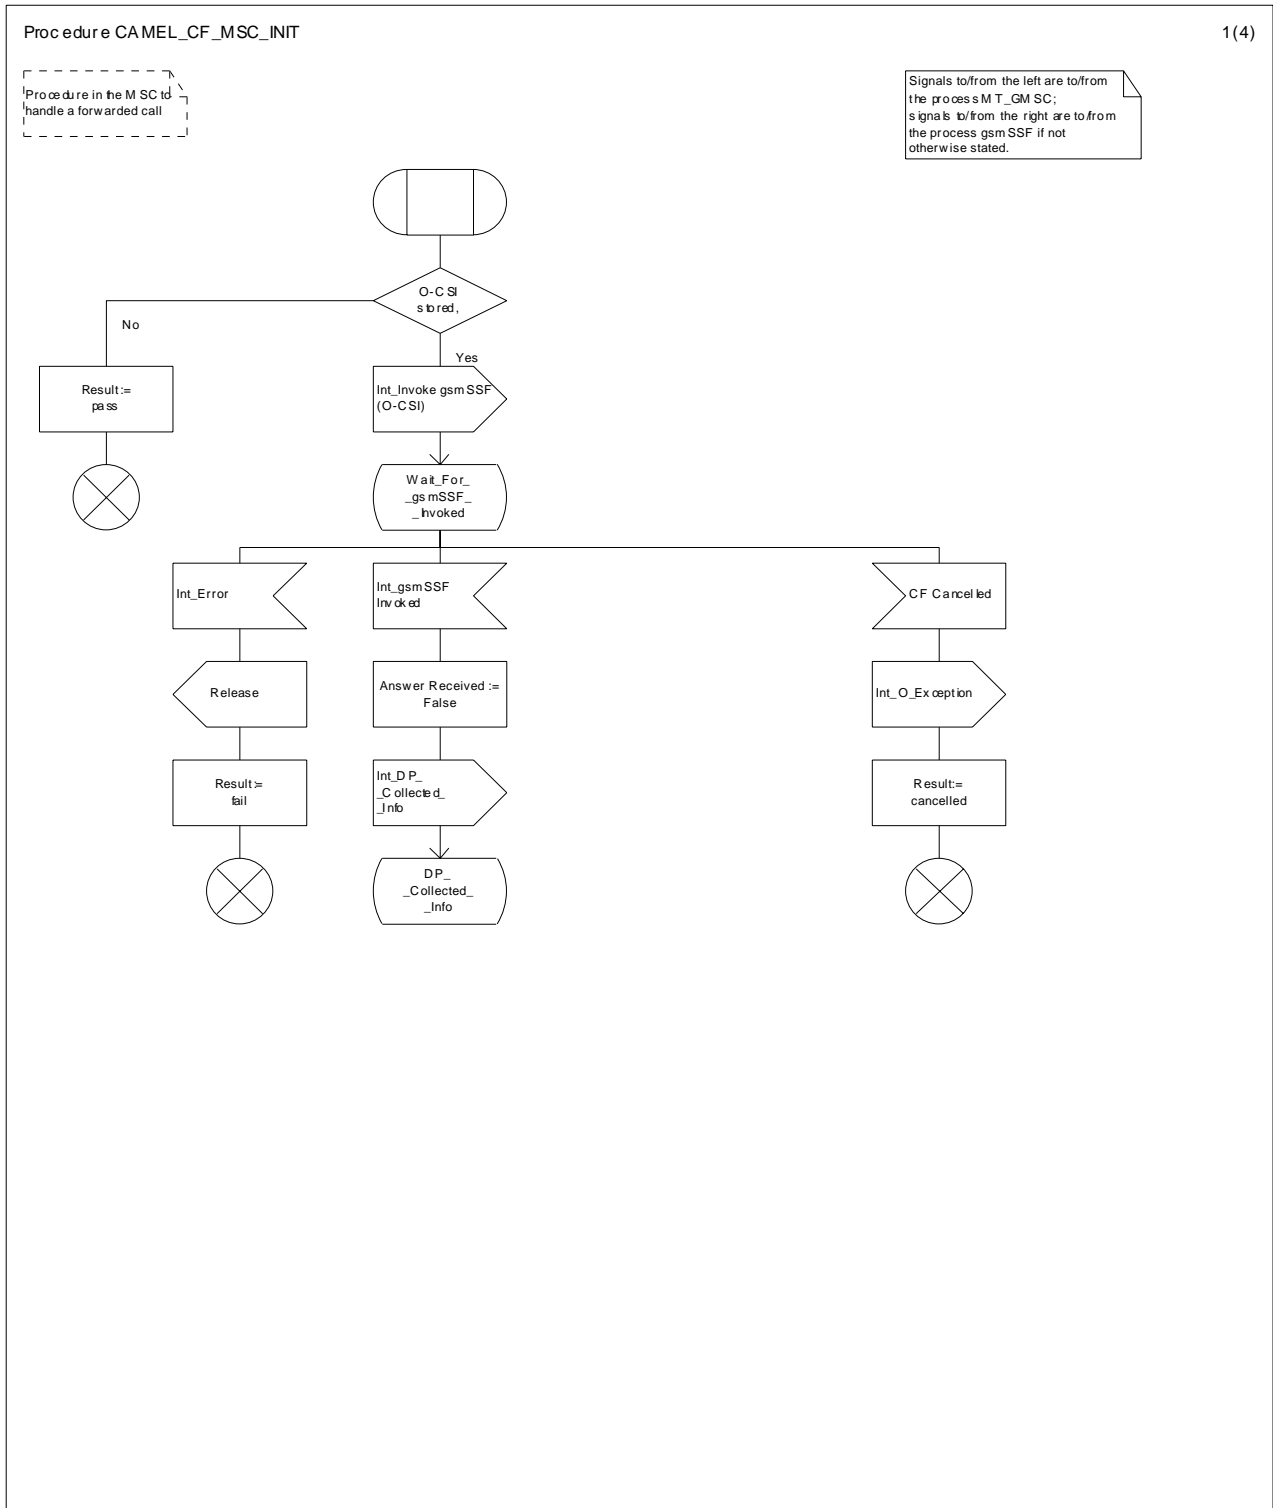 Procedure CAMEL_CF_MSC_INIT
1(4)
Procedure in the MSC to
handle a forwarded call
Signals to/from the left are to/from
the process MT_GMSC;
signals to/from the right are to/from
the process gsmSSF if not
otherwise stated.
O-CSI
stored,
No
Yes
Result:=
pass
Int_Invoke gsmSSF
(O-CSI)
Wait_For_
_gsmSSF_
_Invoked
Int_Error
Int_gsmSSF
Invoked
CF Cancelled
Release
Answer Received :=
False
Int_O_Exception
Result:=
fail
Int_DP_
_Collected_
_Info
Result:=
cancelled
DP_
_Collected_
_Info